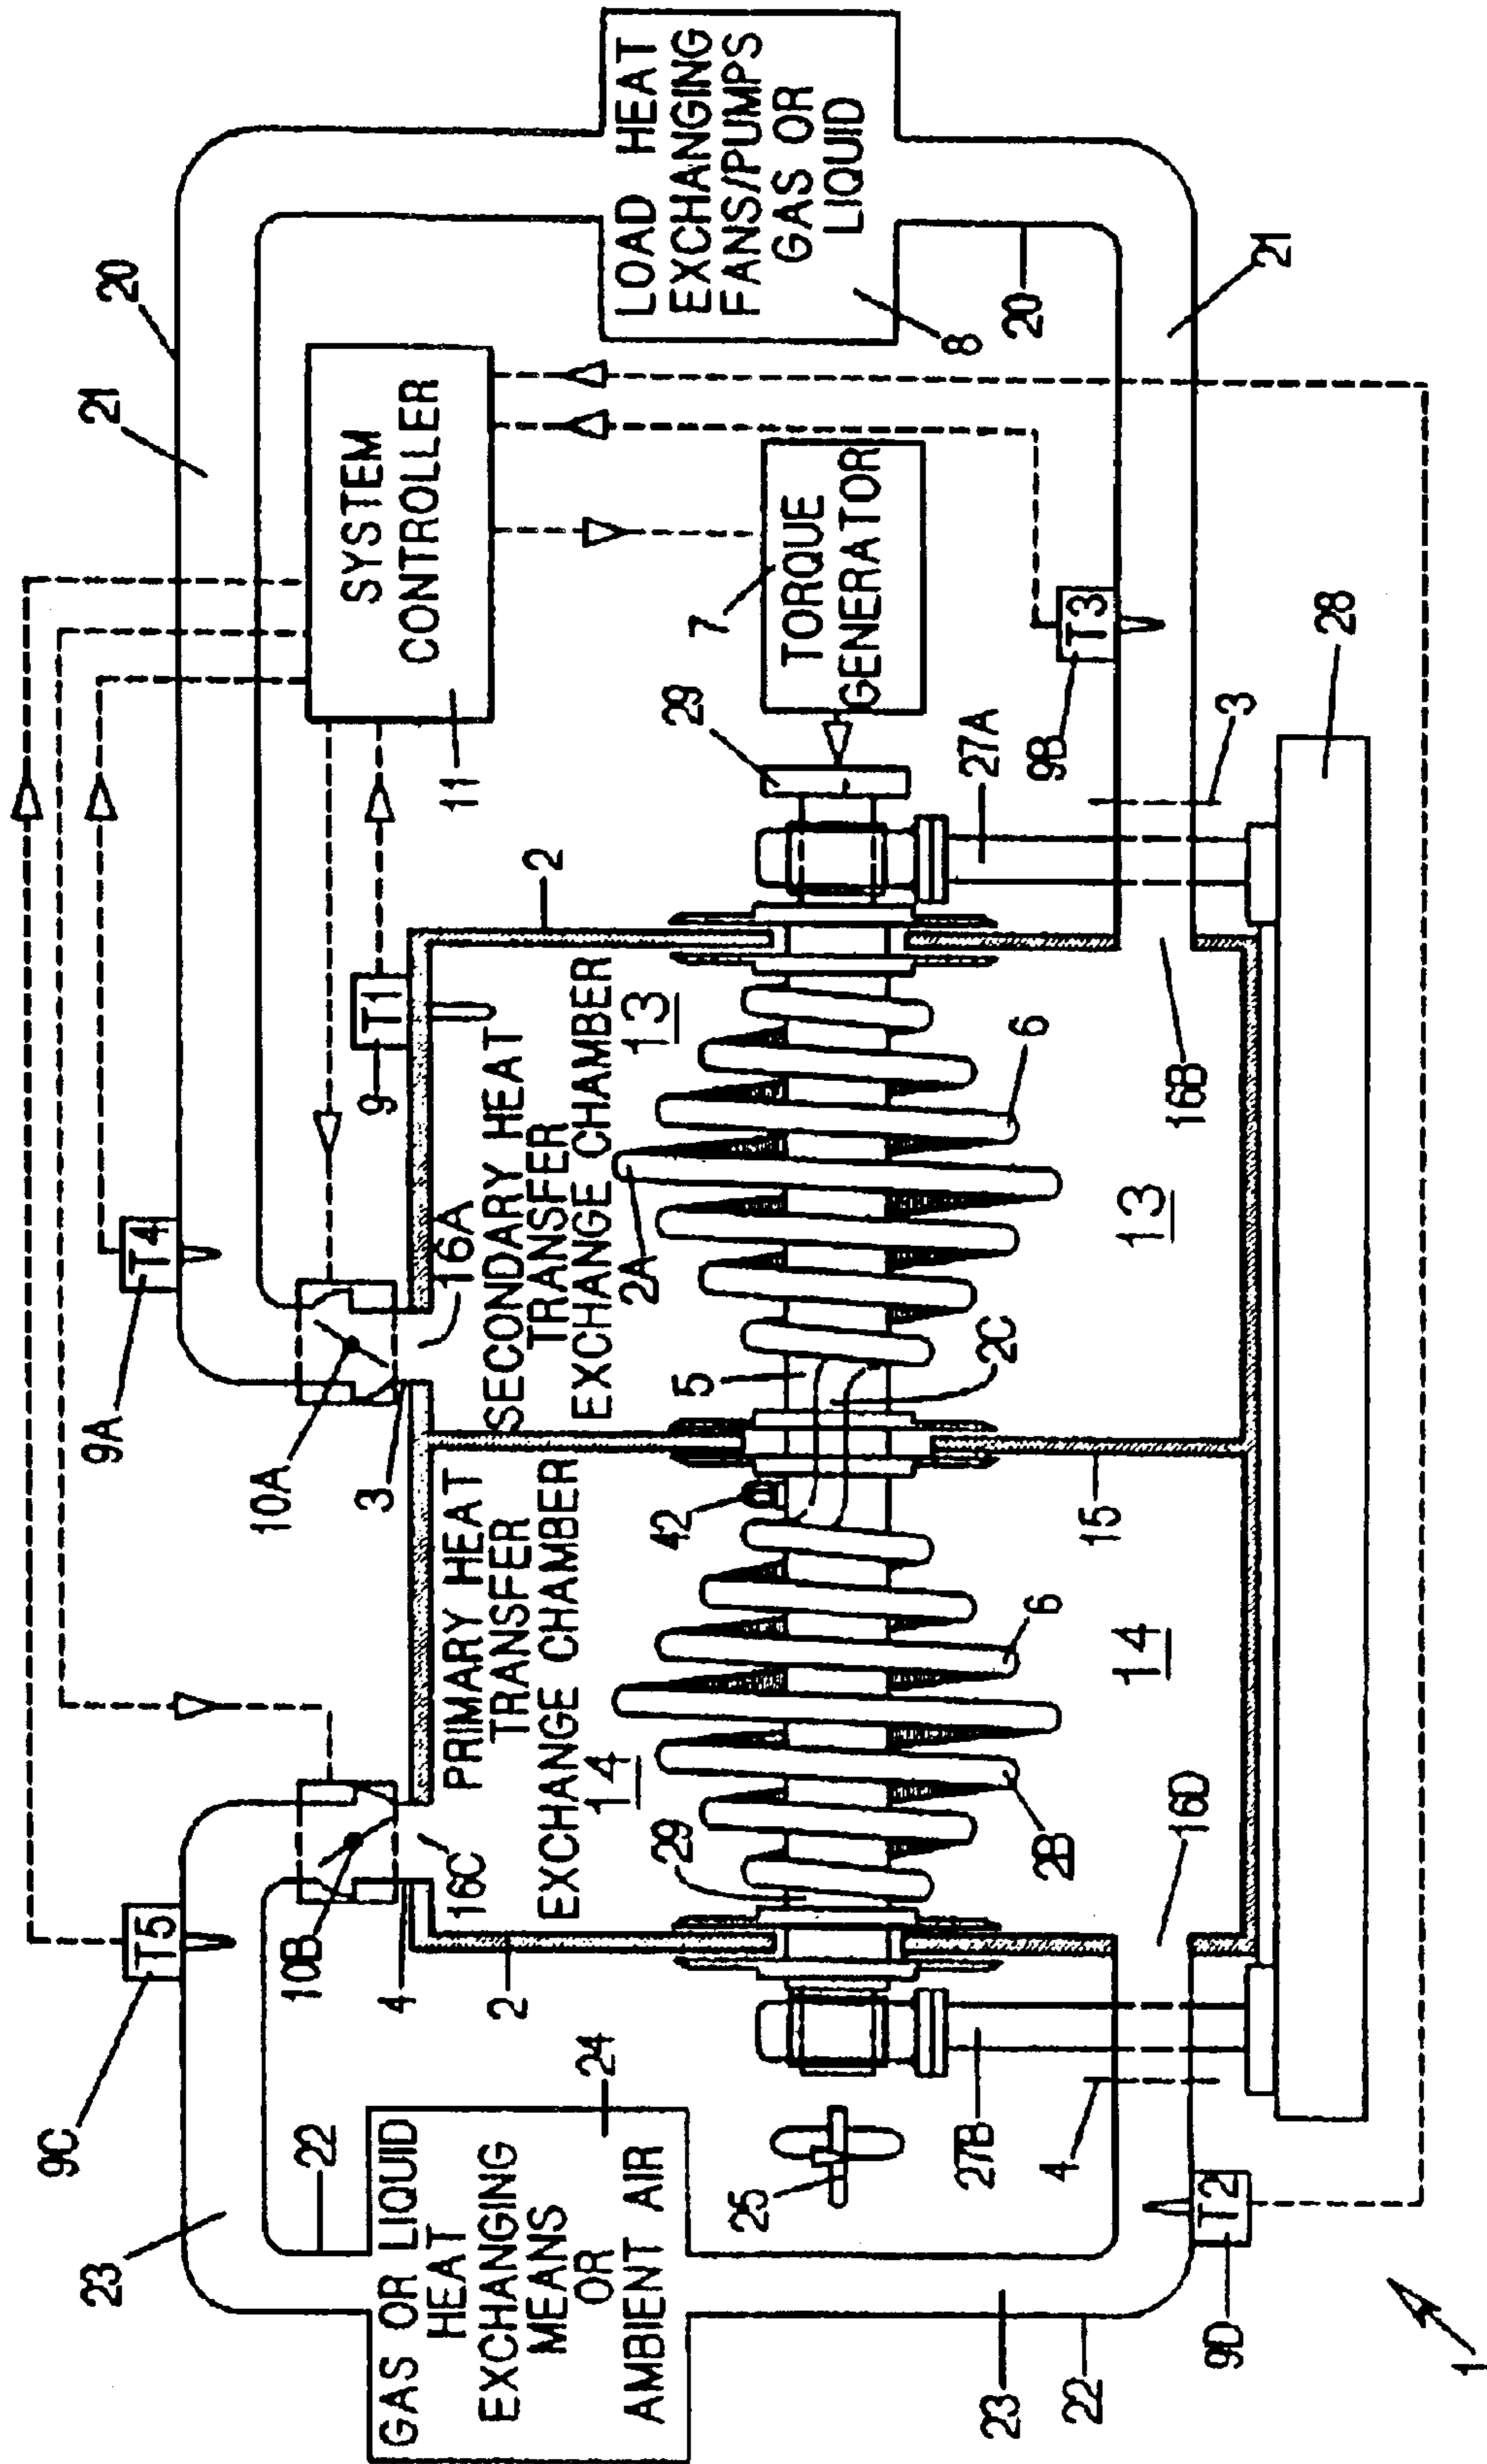 20
21
SYSTEM
CONTROLLER
11
LOAD HEAT
EXCHANGING
FANS/PUMPS
GAS OR
LIQUID
8
20
21
TORQUE
GENERATOR
7
29
27A
T3
9B
3
28
T4
9A
10A
3
16A
T1
9
2
SECONDARY HEAT
TRANSFER
EXCHANGE CHAMBER
13
2A
6
13
16B
5
2C
42
15
PRIMARY HEAT
TRANSFER
EXCHANGE CHAMBER
14
6
14
2B
29
16D
T5
9C
10B
16C
4
2
23
22
GAS OR LIQUID
HEAT
EXCHANGING
MEANS
OR
AMBIENT AIR
24
25
27B
4
T2
9D
23
22
1